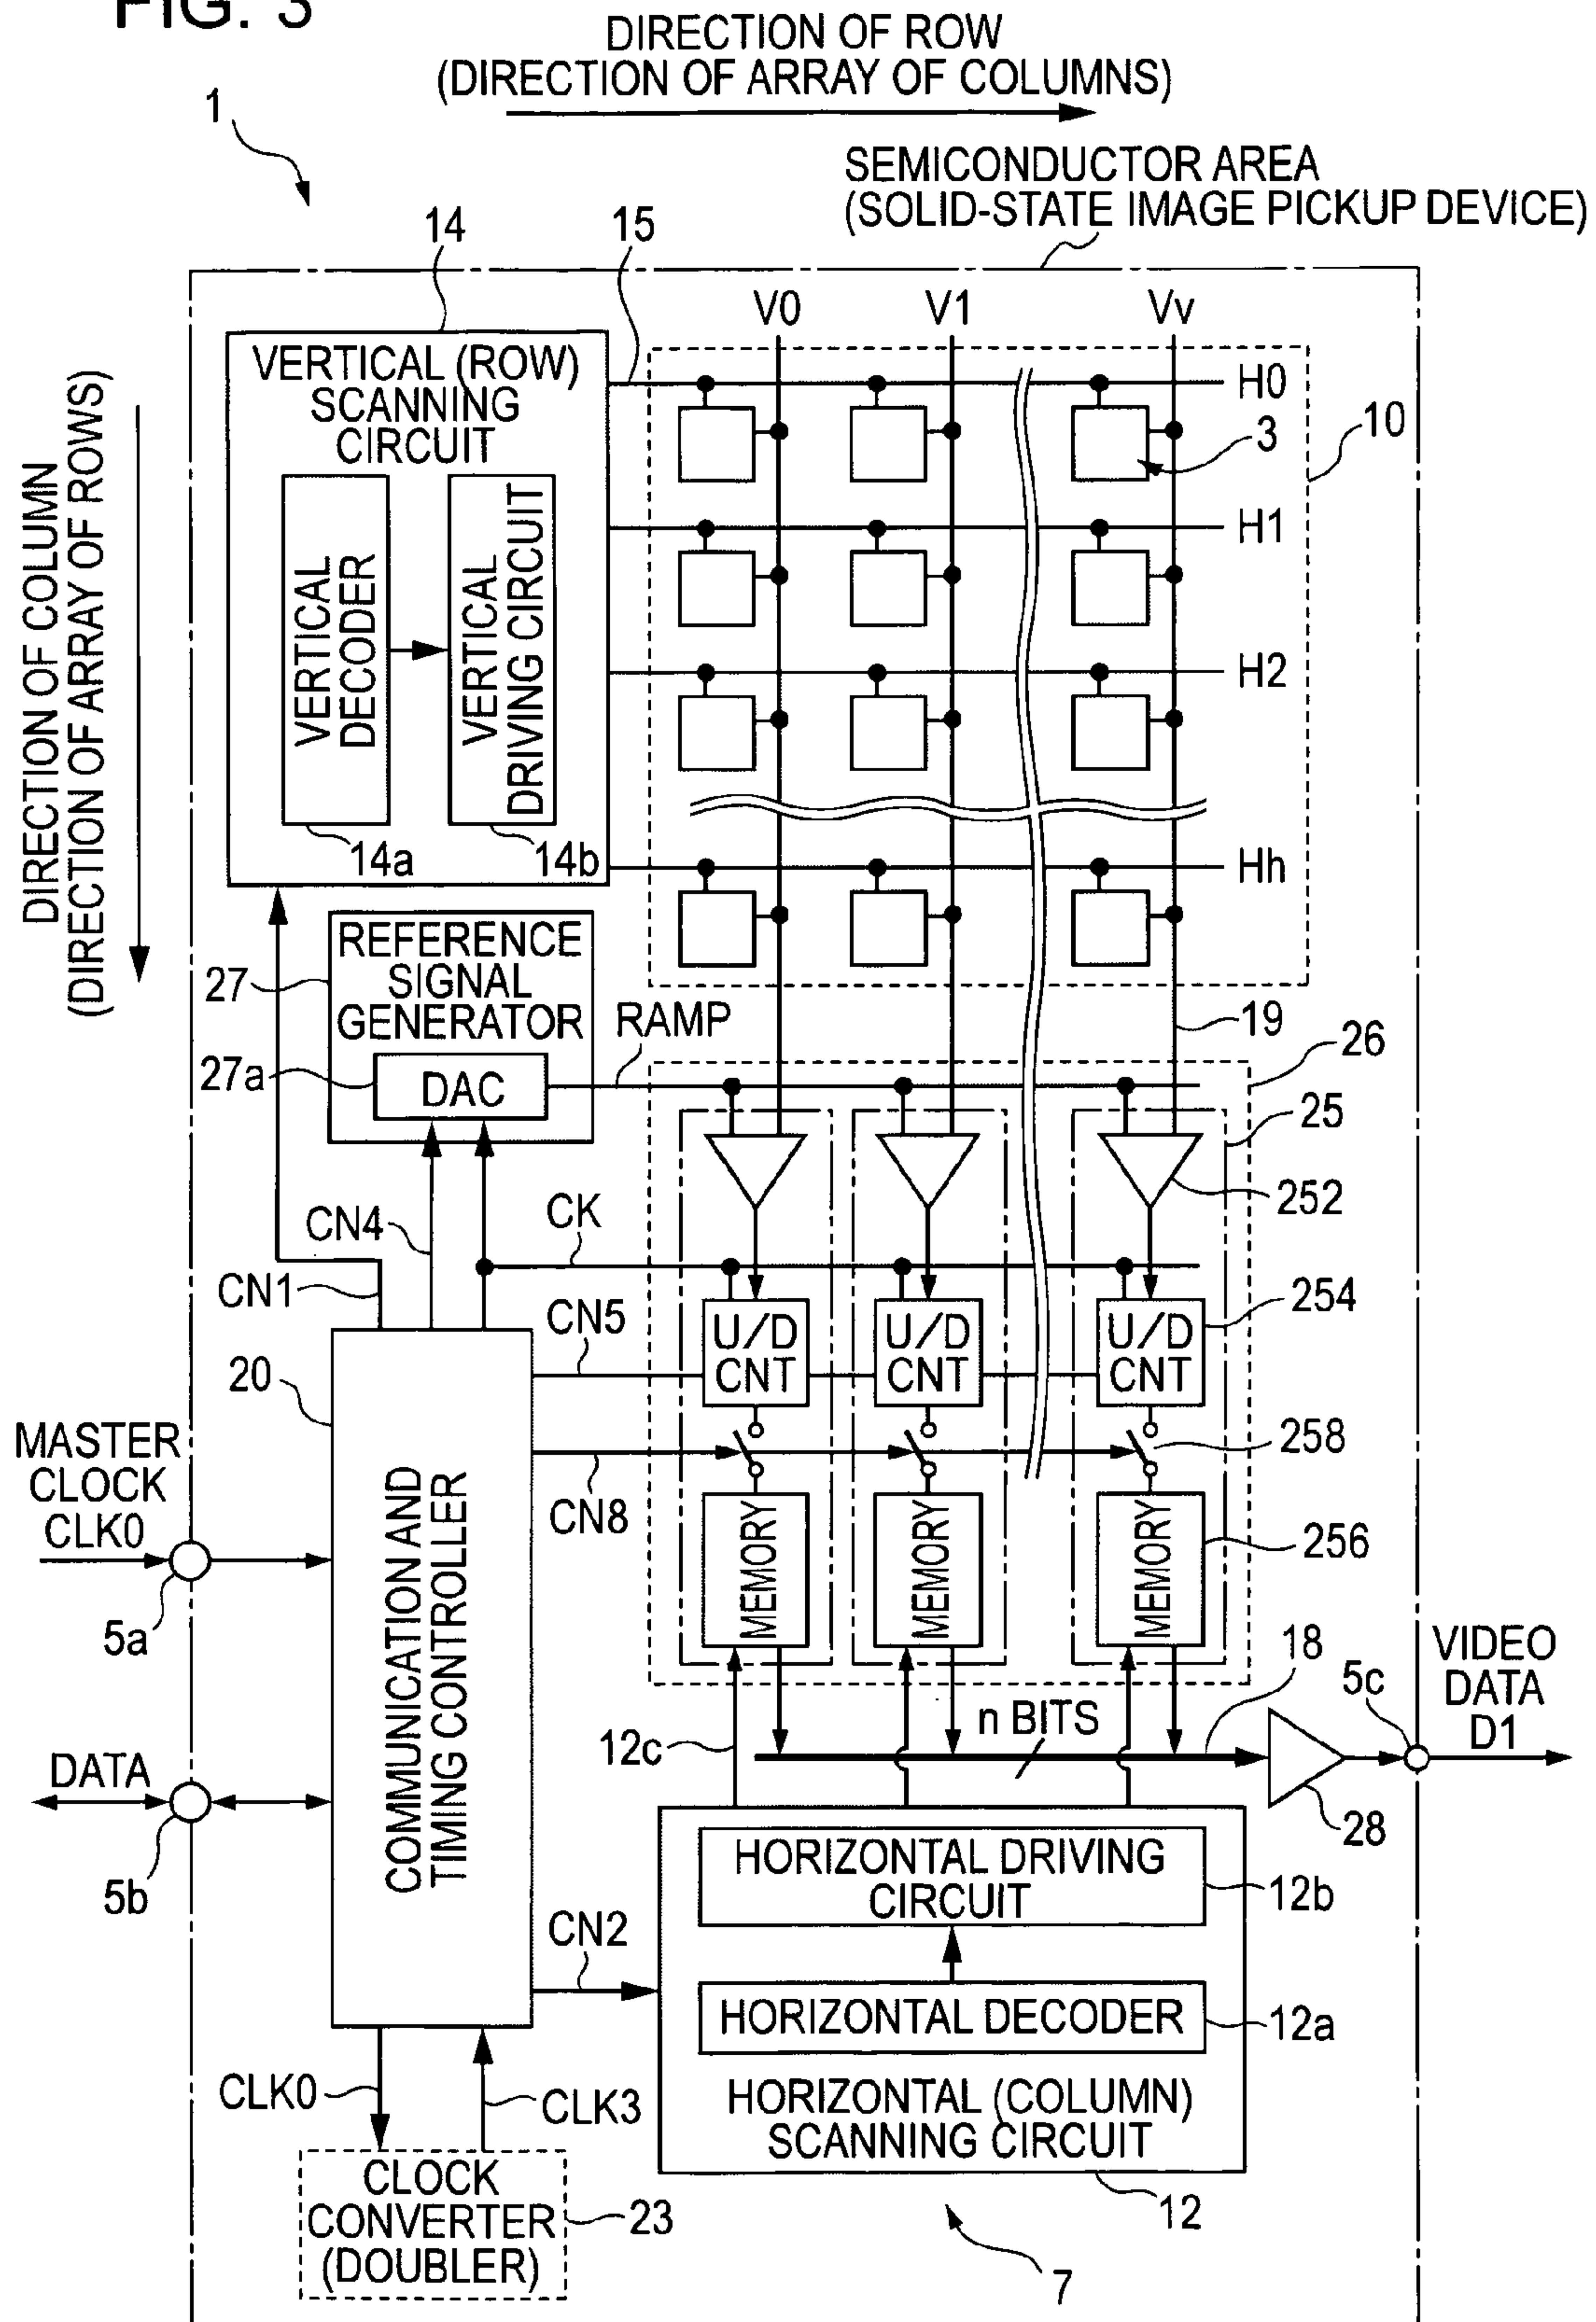 FIG. 3
DIRECTION OF ROW
(DIRECTION OF ARRAY OF COLUMNS)
1
SEMICONDUCTOR AREA
(SOLID-STATE IMAGE PICKUP DEVICE)
14
15
V0
V1
Vv
VERTICAL (ROW)
SCANNING
CIRCUIT
H0
3
10
H1
H2
Hh
VERTICAL
DECODER
VERTICAL
DRIVING CIRCUIT
14a
14b
DIRECTION OF COLUMN
(DIRECTION OF ARRAY OF ROWS)
REFERENCE
SIGNAL
GENERATOR
27
27a
DAC
RAMP
19
26
25
252
CN4
CN1
CK
CN5
254
U/D
CNT
U/D
CNT
U/D
CNT
20
258
CN8
MASTER
CLOCK
CLK0
5a
COMMUNICATION AND
TIMING CONTROLLER
MEMORY
MEMORY
MEMORY
256
18
5c
VIDEO
DATA
D1
n BITS
12c
28
DATA
5b
HORIZONTAL DRIVING
CIRCUIT
12b
CN2
HORIZONTAL DECODER
12a
HORIZONTAL (COLUMN)
SCANNING CIRCUIT
12
CLK0
CLK3
CLOCK
CONVERTER
(DOUBLER)
23
7